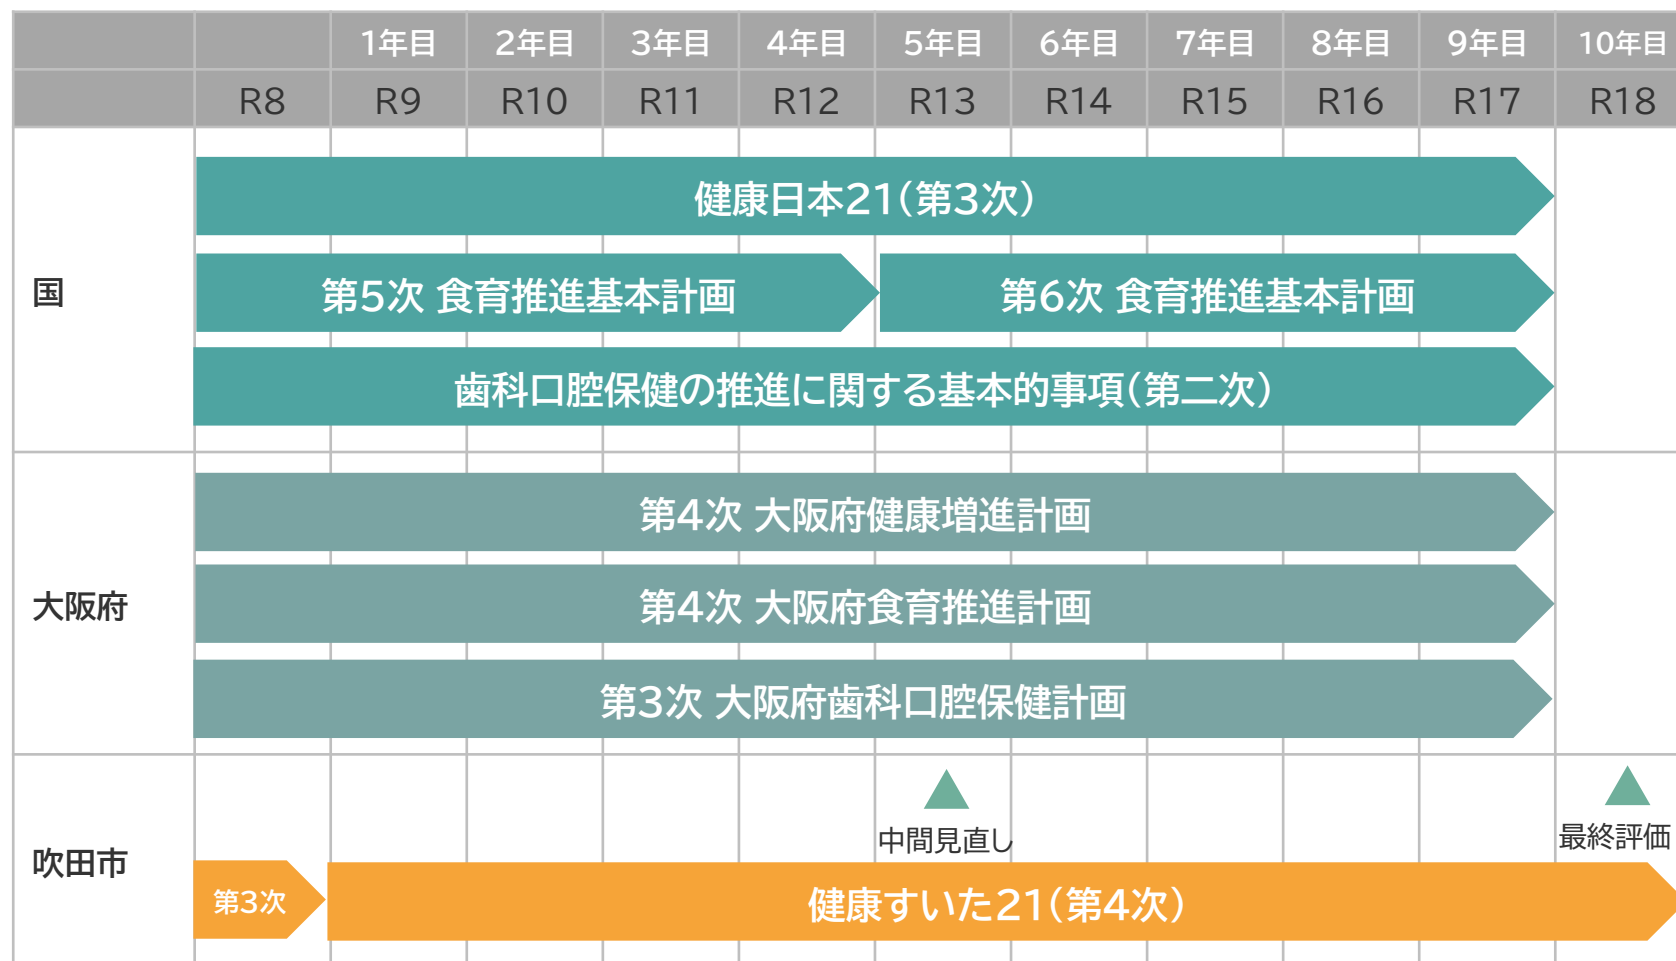 1年目 2年目 3年目 4年目 5年目 6年目 7年目 8年目 9年目 10年目
R8 R9 R10 R11 R12 R13 R14 R15 R16 R17 R18
国
健康日本21(第3次)
第5次 食育推進基本計画 第6次 食育推進基本計画
歯科口腔保健の推進に関する基本的事項(第二次)
大阪府
第4次 大阪府健康増進計画
第4次 大阪府食育推進計画
第3次 大阪府歯科口腔保健計画
吹田市
中間見直し 最終評価
第3次 健康すいた21(第4次)